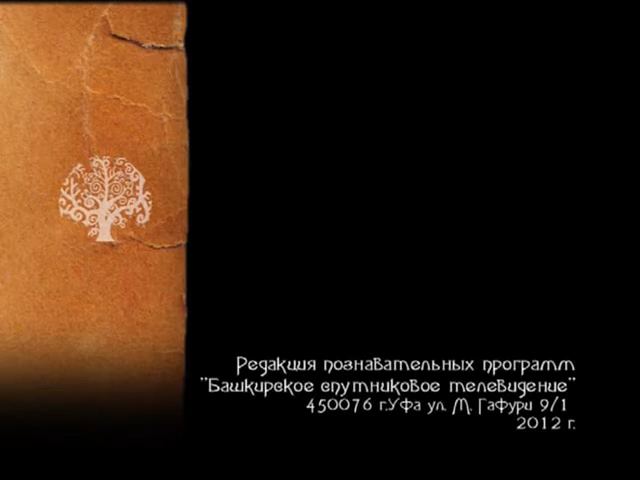 Редакция познавательных программ
"Башкирское спутниковое телевидение"
450076 г.Уфа ул. М. Гафури 9/1
2012 г.